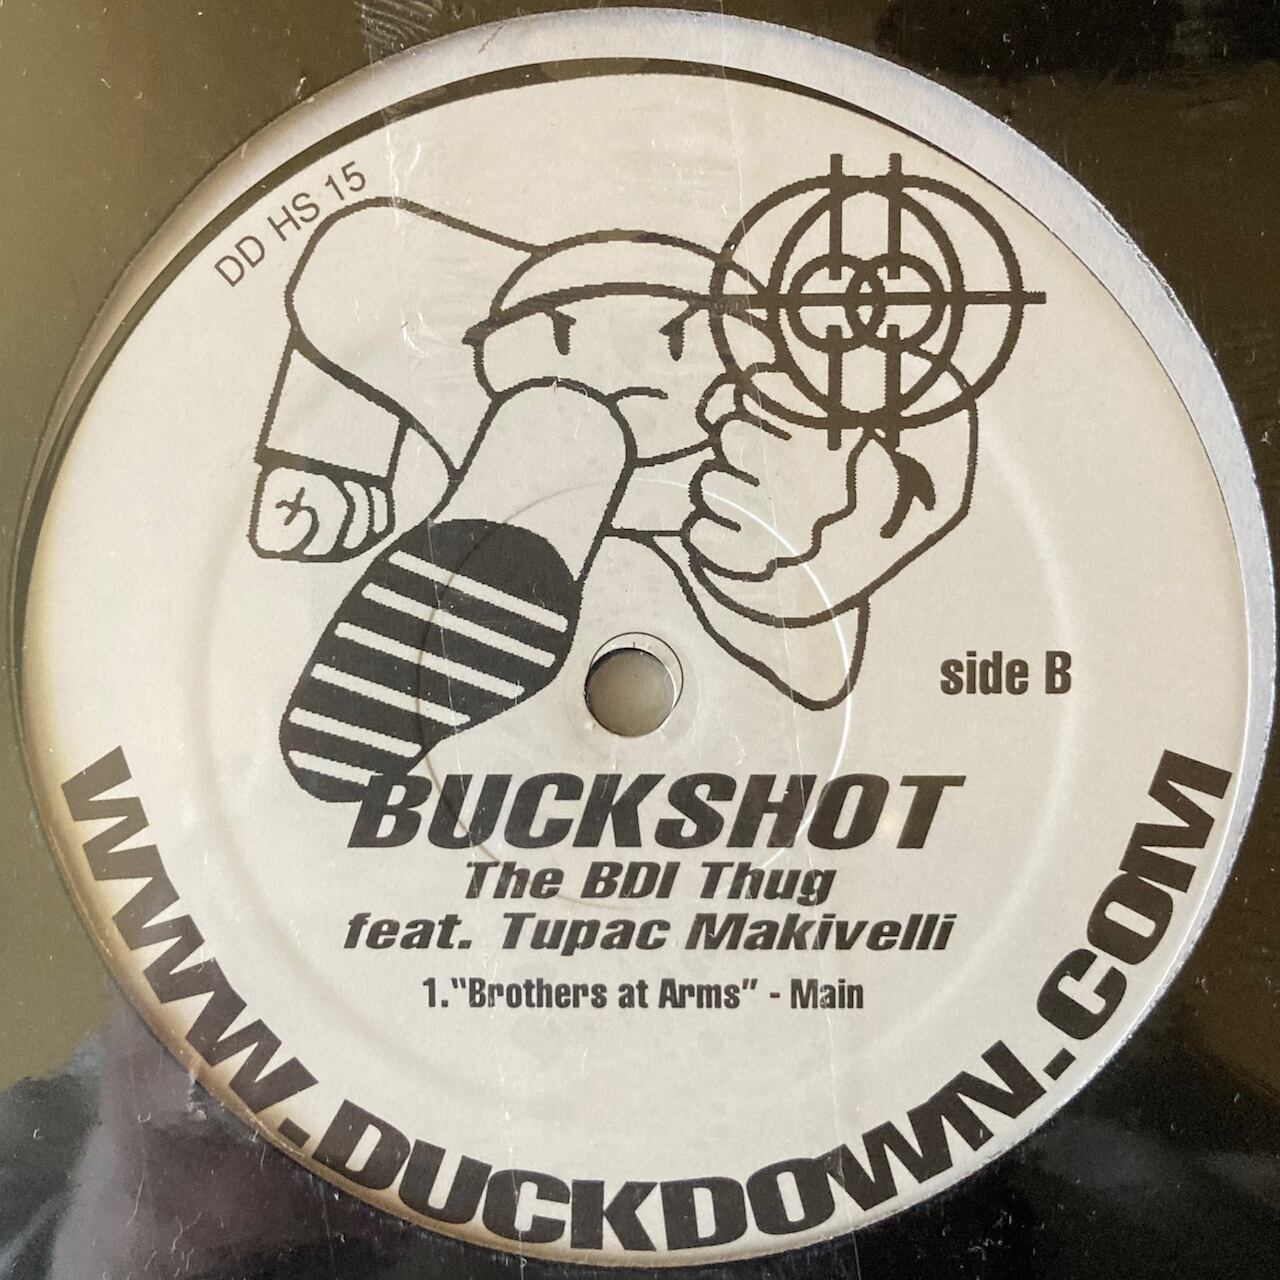 DD HS 15
side B
BUCKSHOT
The BDI Thug
feat. Tupac Makivelli
1."Brothers at Arms" - Main
WWW.DUCKDOWN.COM